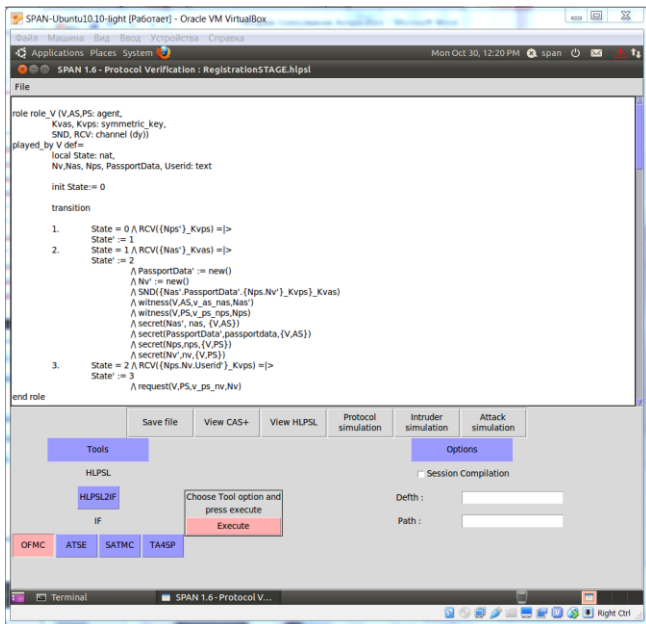 SPAN-Ubuntu10.10-light [Работает] - Oracle VM VirtualBox
Файл Машина Вид Ввод Устройства Справка
Applications Places System Mon Oct 30, 12:20 PM span
SPAN 1.6 - Protocol Verification : RegistrationSTAGE.hlpsl
File
role role_V (V,AS,PS: agent,
Kvas, Kvps: symmetric_key,
SND, RCV: channel (dy))
played_by V def=
local State: nat,
Nv,Nas, Nps, PassportData, Userid: text
init State:= 0
transition
1. State = 0 /\ RCV({Nps'}_Kvps) =|>
State' := 1
2. State = 1 /\ RCV({Nas'}_Kvas) =|>
State' := 2
/\ PassportData' := new()
/\ Nv' := new()
/\ SND({Nas'.PassportData'.{Nps.Nv'}_Kvps}_Kvas)
/\ witness(V,AS,v_as_nas,Nas')
/\ witness(V,PS,v_ps_nps,Nps)
/\ secret(Nas', nas, {V,AS})
/\ secret(PassportData',passportdata,{V,AS})
/\ secret(Nps,nps,{V,PS})
/\ secret(Nv',nv,{V,PS})
3. State = 2 /\ RCV({Nps.Nv.Userid'}_Kvps) =|>
State' := 3
/\ request(V,PS,v_ps_nv,Nv)
end role
Save file View CAS+ View HLPSL Protocol simulation Intruder simulation Attack simulation
Tools Options
HLPSL Session Compilation
HLPSL2IF Choose Tool option and press execute Defth :
IF Execute Path :
OFMC ATSE SATMC TA4SP
Terminal SPAN 1.6 - Protocol V...
Right Ctrl